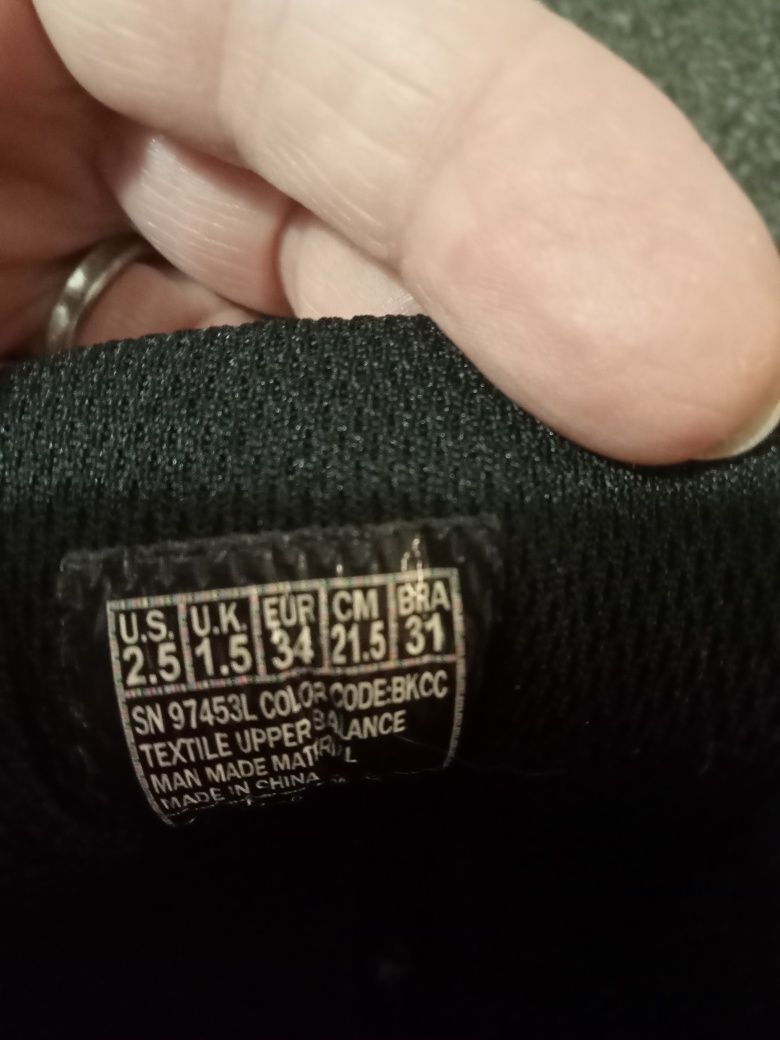 U.S. U.K. EUR CM BRA
2.5 1.5 34 21.5 31
SN 97453L COLOR CODE:BKCC
TEXTILE UPPER BALANCE
MAN MADE MATRL
MADE IN CHINA